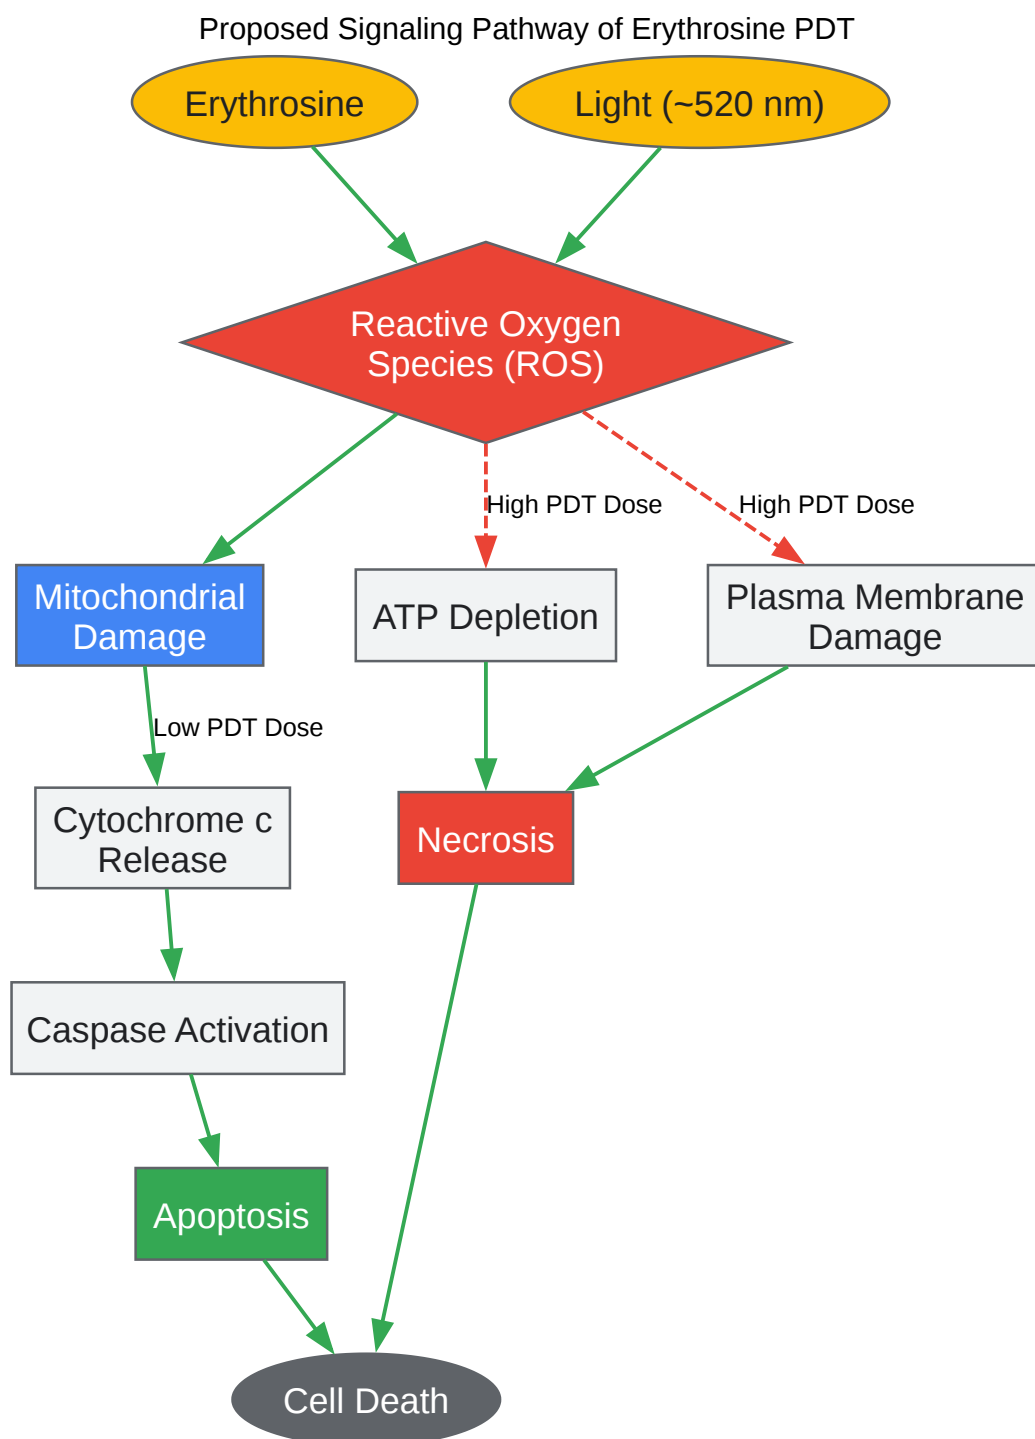 Proposed Signaling Pathway of Erythrosine PDT
Erythrosine
Light (~520 nm)
Reactive Oxygen
Species (ROS)
High PDT Dose
High PDT Dose
Mitochondrial
Damage
ATP Depletion
Plasma Membrane
Damage
Low PDT Dose
Cytochrome c
Release
Necrosis
Caspase Activation
Apoptosis
Cell Death